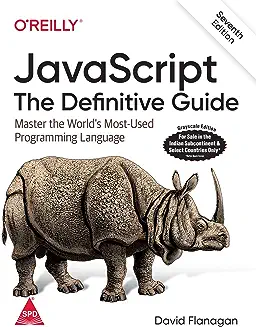 O'REILLY®
Seventh
Edition
JavaScript
The Definitive Guide
Master the World's Most-Used
Programming Language
Grayscale Edition
For Sale in the
Indian Subcontinent &
Select Countries Only*
SPD
David Flanagan